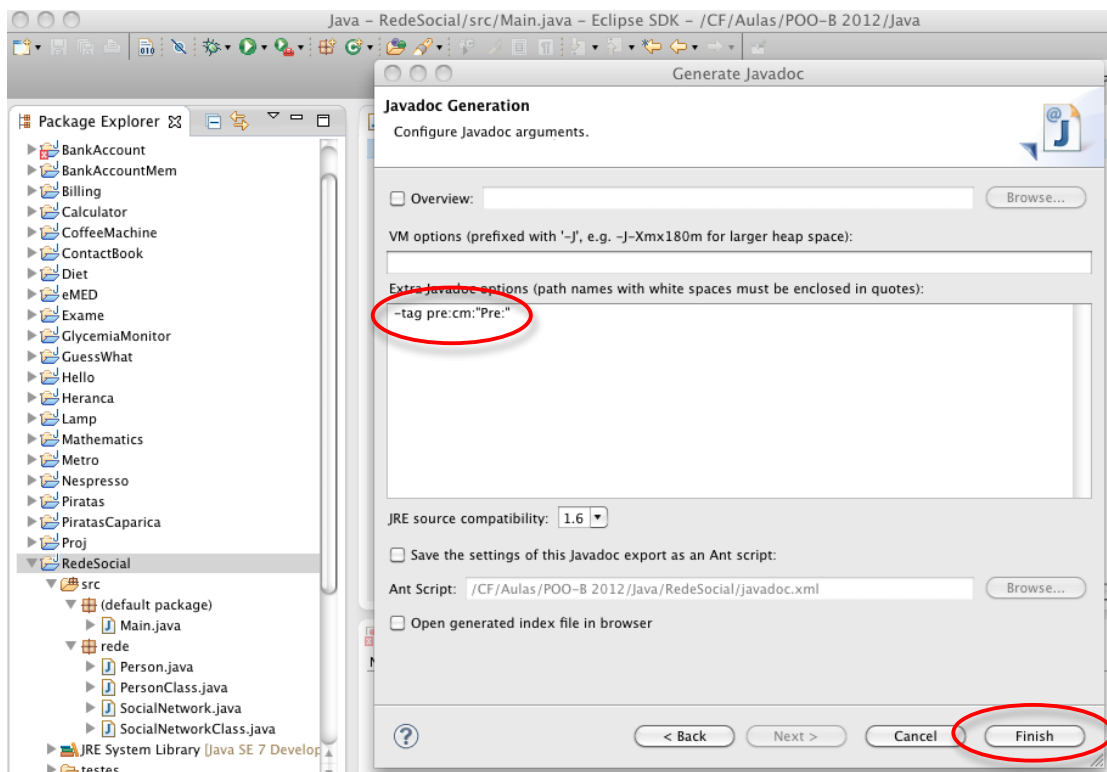 Java – RedeSocial/src/Main.java – Eclipse SDK – /CF/Aulas/POO-B 2012/Java
Generate Javadoc
Package Explorer
BankAccount
BankAccountMem
Billing
Calculator
CoffeeMachine
ContactBook
Diet
eMED
Exame
GlycemiaMonitor
GuessWhat
Hello
Heranca
Lamp
Mathematics
Metro
Nespresso
Piratas
PiratasCaparica
Proj
RedeSocial
src
(default package)
Main.java
rede
Person.java
PersonClass.java
SocialNetwork.java
SocialNetworkClass.java
JRE System Library [Java SE 7 Develop
testes
Javadoc Generation
Configure Javadoc arguments.
Overview:
Browse...
VM options (prefixed with '-J', e.g. -J-Xmx180m for larger heap space):
Extra Javadoc options (path names with white spaces must be enclosed in quotes):
-tag pre:cm:"Pre:"
JRE source compatibility: 1.6
Save the settings of this Javadoc export as an Ant script:
Ant Script: /CF/Aulas/POO-B 2012/Java/RedeSocial/javadoc.xml Browse...
Open generated index file in browser
? < Back Next > Cancel Finish